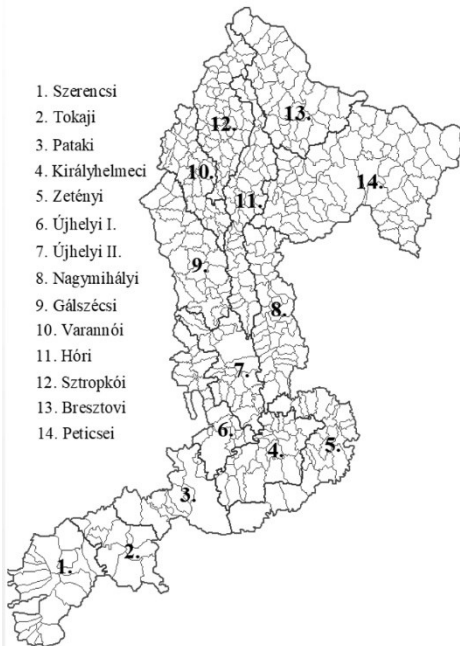 1. Szerencsi
2. Tokaji
3. Pataki
4. Királyhelmeci
5. Zetényi
6. Újhelyi I.
7. Újhelyi II.
8. Nagymihályi
9. Gálszécsi
10. Varannói
11. Hóri
12. Sztropkói
13. Bresztovi
14. Peticsei
13.
12.
10.
14.
11.
9.
8.
7.
6.
4.
5.
3.
2.
1.